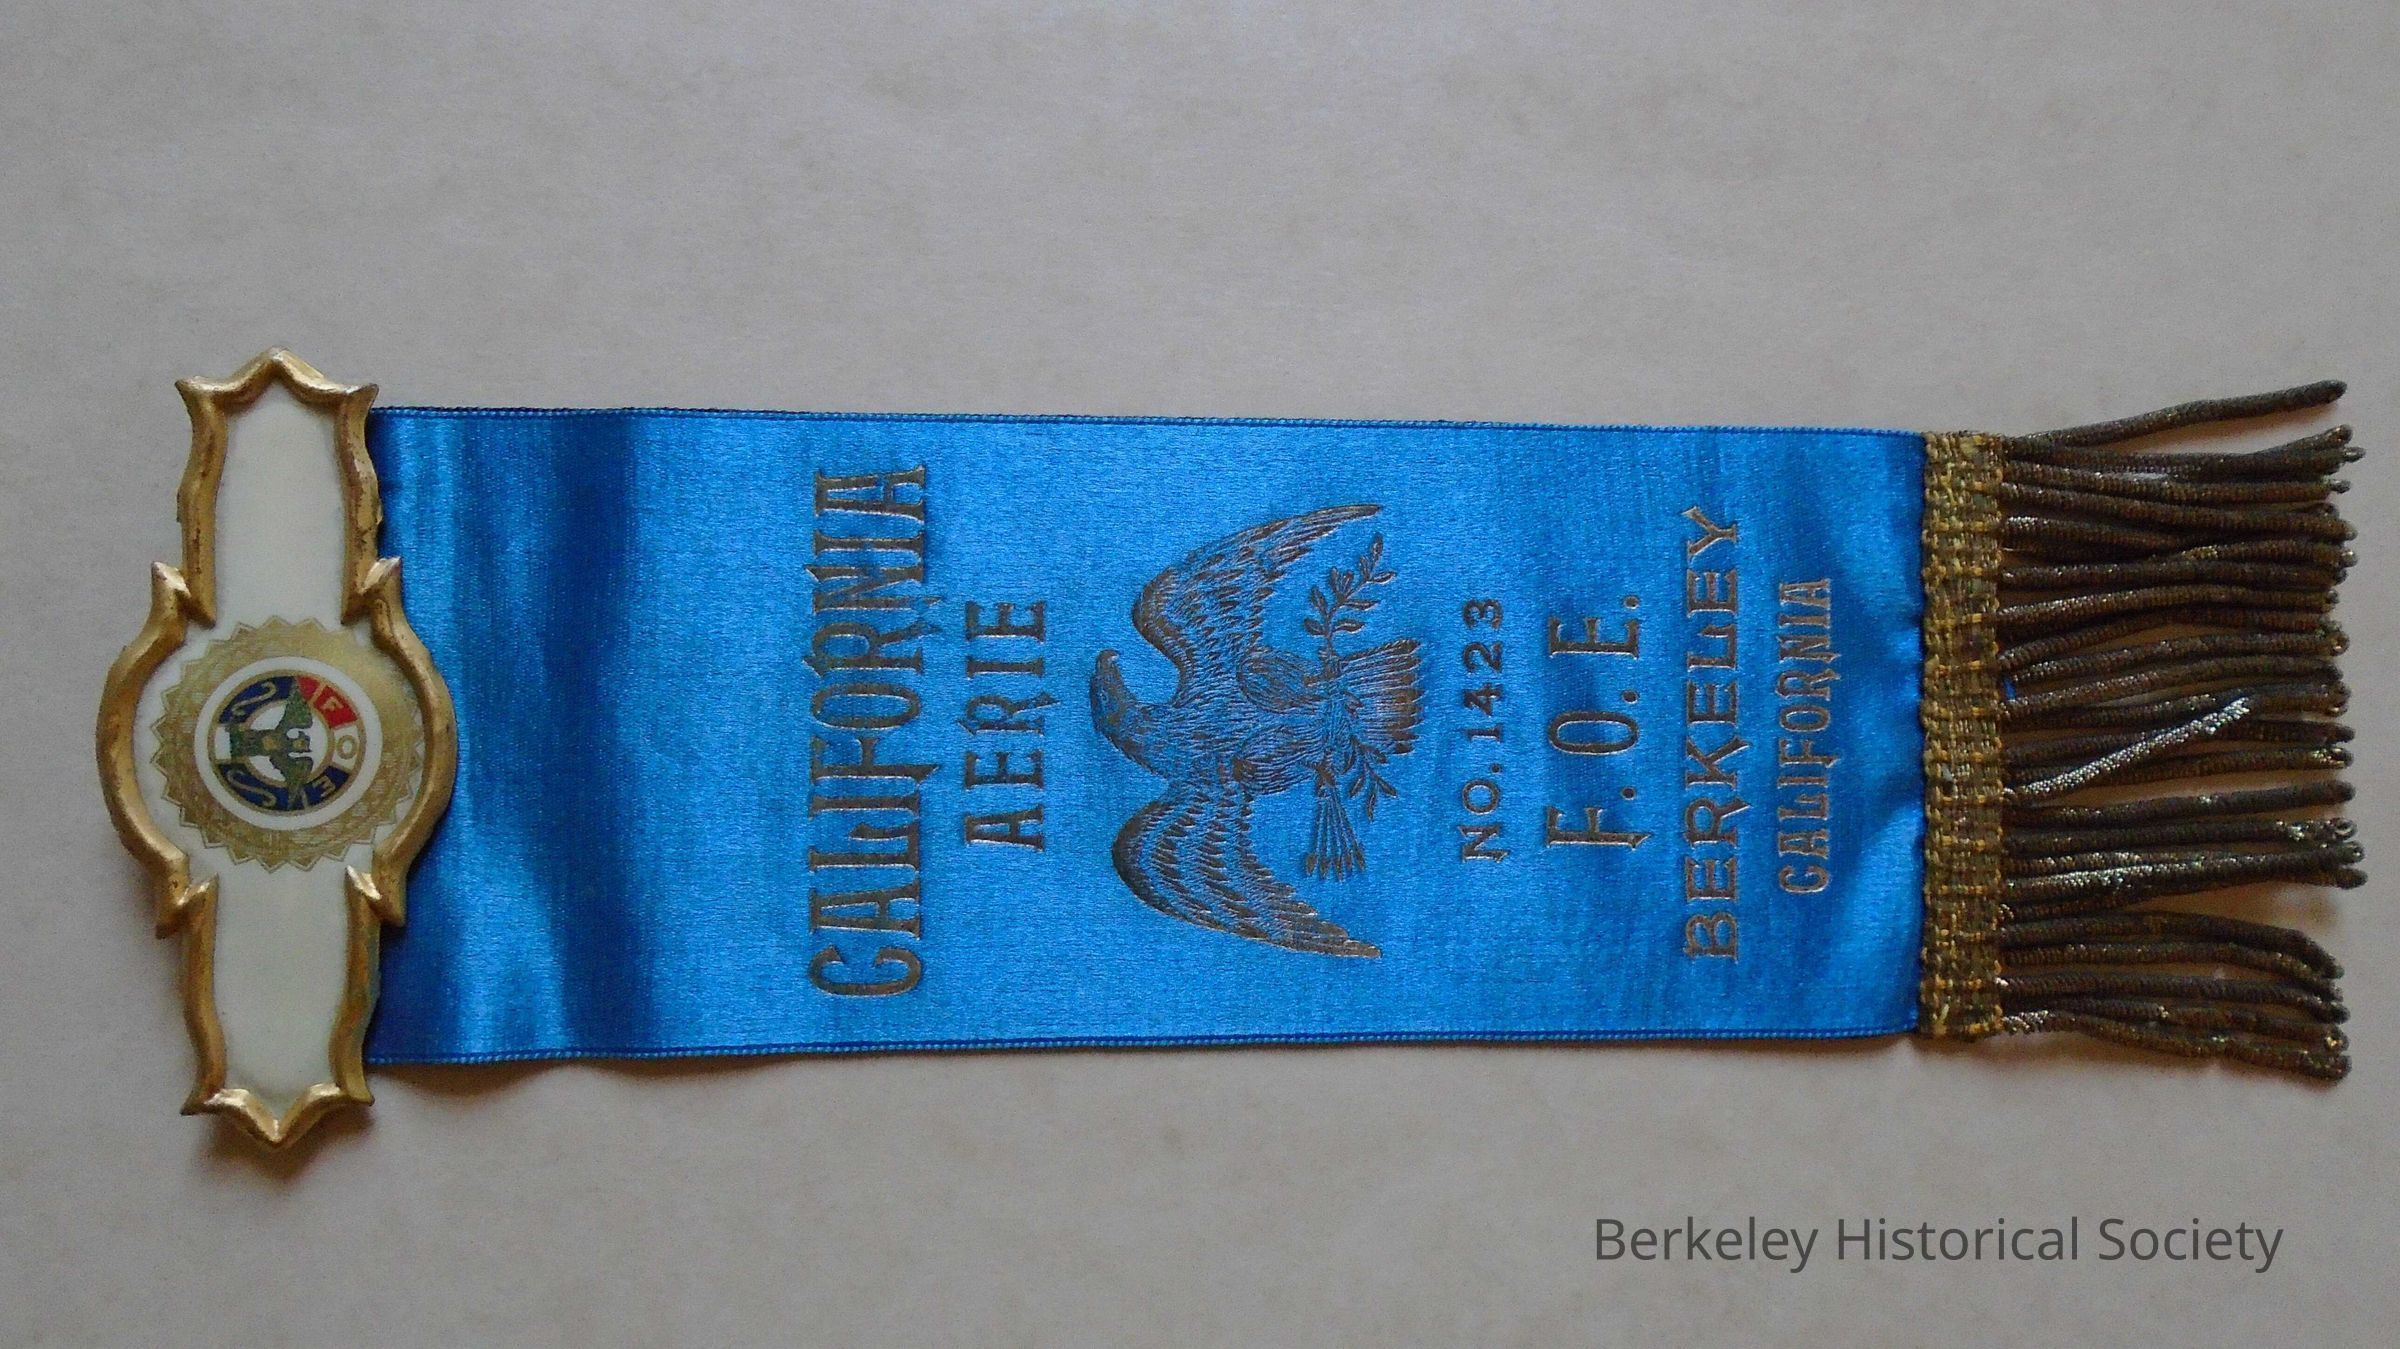 F O E
CALIFORNIA
AERIE
NO. 1423
F. O. E.
BERKELEY
CALIFORNIA
Berkeley Historical Society